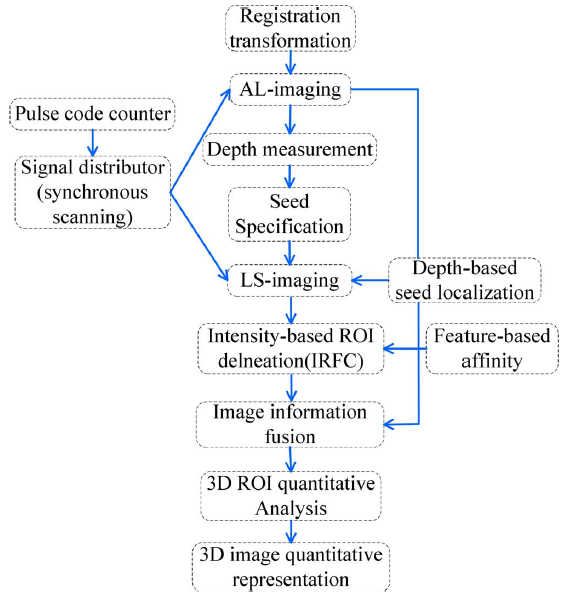 Registration
transformation
AL-imaging
Pulse code counter
Depth measurement
Signal distributor
(synchronous
scanning)
Seed
Specification
LS-imaging
Depth-based
seed localization
Intensity-based ROI
delneation(IRFC)
Feature-based
affinity
Image information
fusion
3D ROI quantitative
Analysis
3D image quantitative
representation